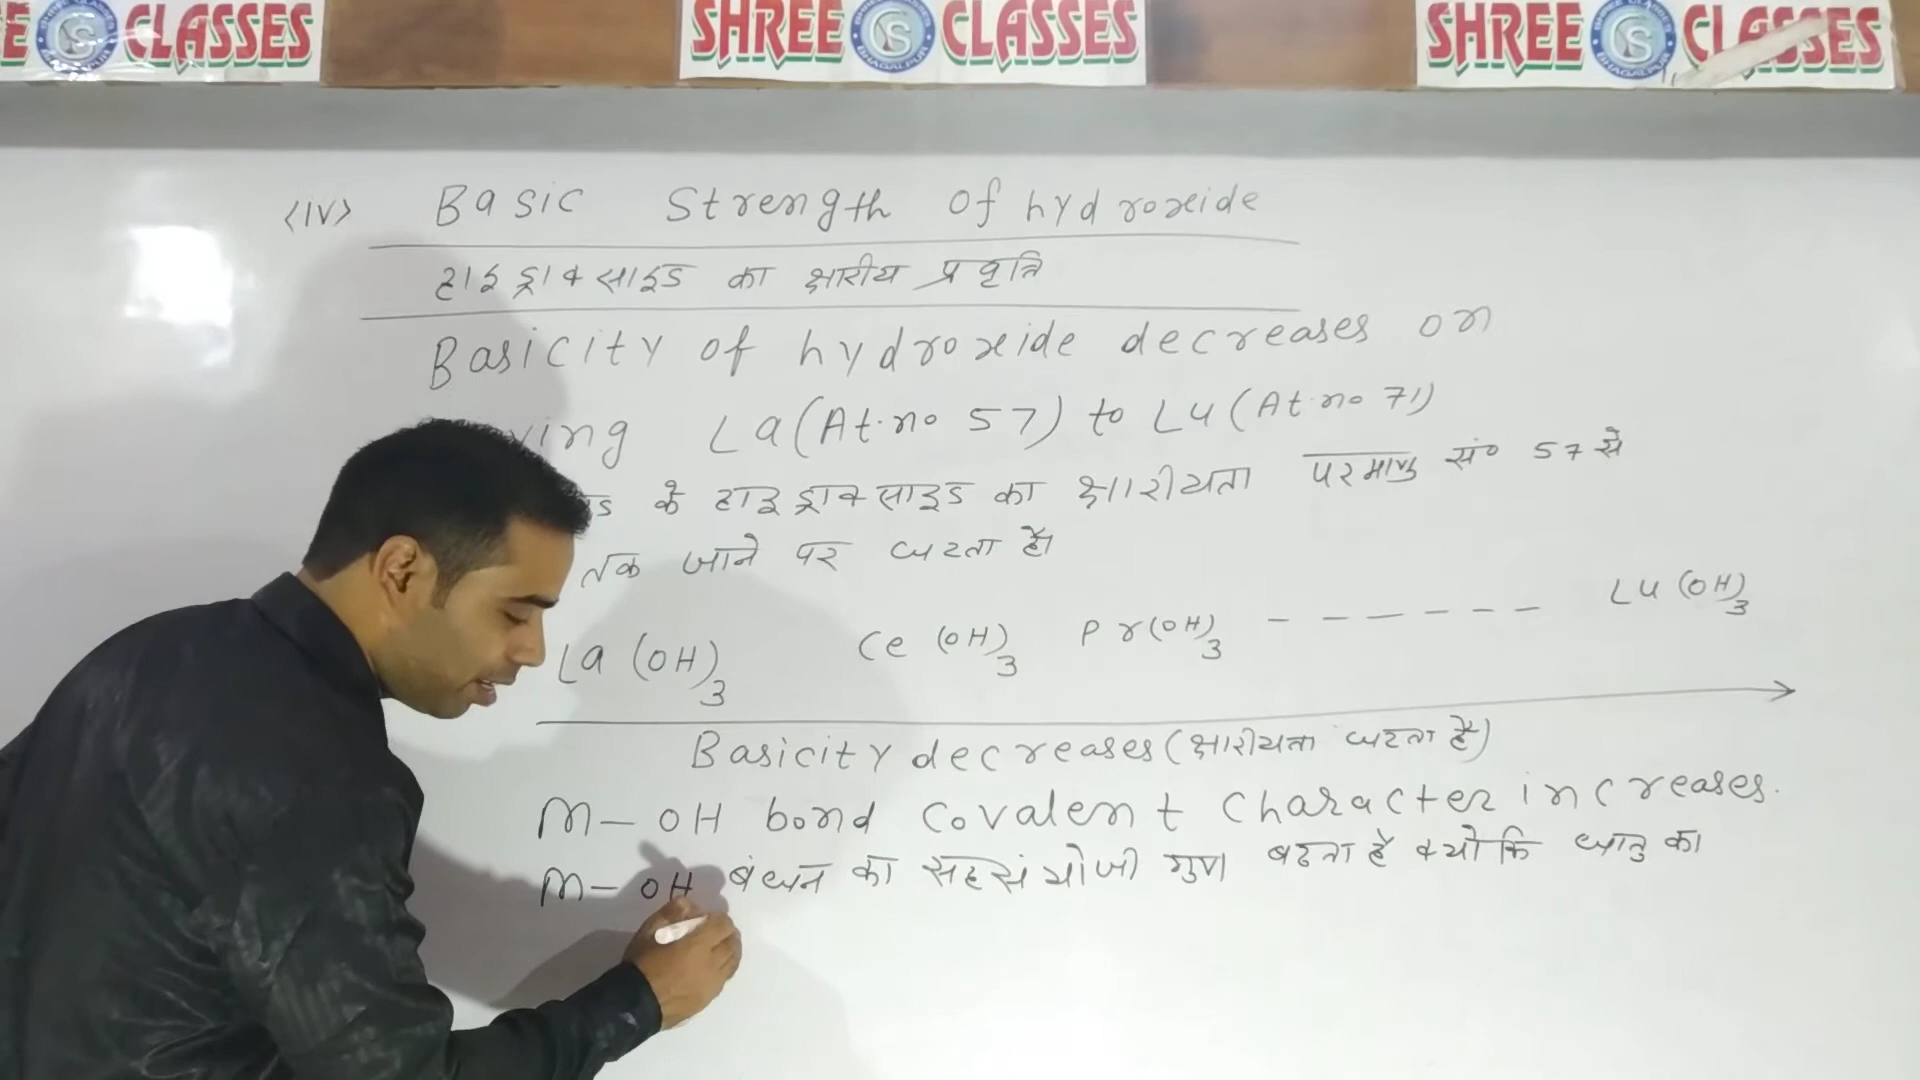 E CLASSES SHREE CLASSES SHREE CLASSES
<IV> Basic Strength of hydroxide
हाइड्राक्साइड का क्षारीय प्रवृत्ति
Basicity of hydroxide decreases on
ving La(At.no 57) to Lu(At.no 71)
ड के हाइड्राक्साइड का क्षारीयता परमाणु सं० 57 से
तक जाने पर घटता है।
La(OH)3 Ce(OH)3 Pr(OH)3 ------ Lu(OH)3
Basicity decreases (क्षारीयता घटता है)
M-OH bond Covalent Character increases.
M-OH बंधन का सहसंयोजी गुण बढता है क्योकि धातु का